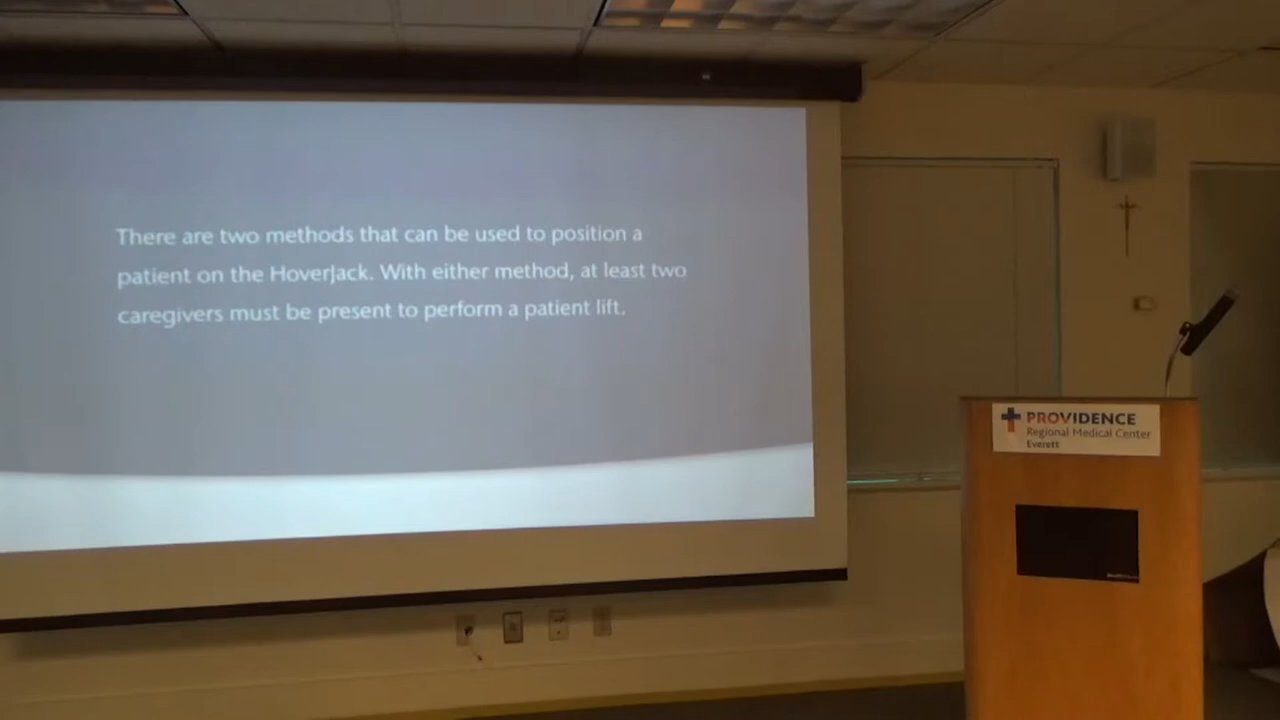 There are two methods that can be used to position a
patient on the HoverJack. With either method, at least two
caregivers must be present to perform a patient lift.
PROVIDENCE
Regional Medical Center
Everett